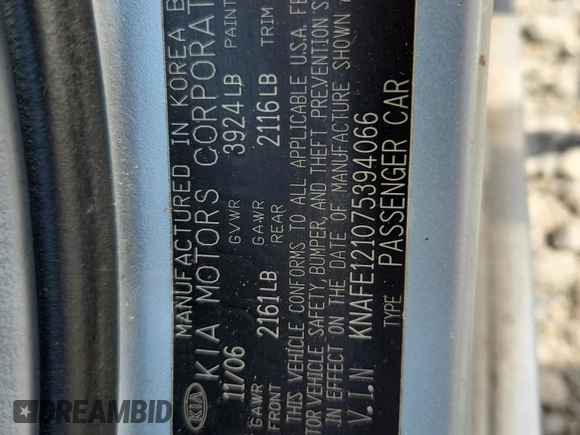 MANUFACTURED IN KOREA B
KIA MOTORS CORPORAT
11/06 GVWR 3924LB PAINT
GAWR FRONT 2161LB GAWR REAR 2116LB TRIM
THIS VEHICLE CONFORMS TO ALL APPLICABLE U.S.A. FE
TOR VEHICLE SAFETY, BUMPER, AND THEFT PREVENTION S
IN EFFECT ON THE DATE OF MANUFACTURE SHOWN A
V.I.N KNAFE121075394066
TYPE PASSENGER CAR
KIA
DREAMBID